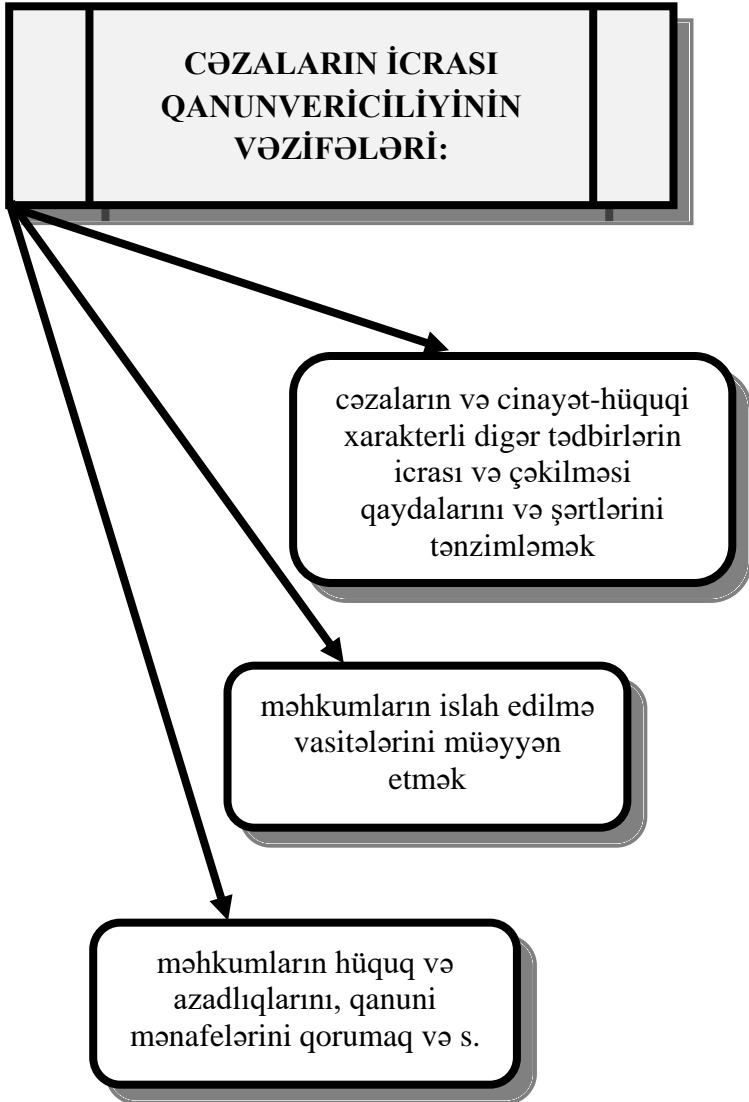 CƏZALARIN İCRASI
QANUNVERİCİLİYİNİN
VƏZİFƏLƏRİ:
cəzaların və cinayət-hüquqi
xarakterli digər tədbirlərin
icrası və çəkilməsi
qaydalarını və şərtlərini
tənzimləmək
məhkumların islah edilmə
vasitələrini müəyyən
etmək
məhkumların hüquq və
azadlıqlarını, qanuni
mənafelərini qorumaq və s.